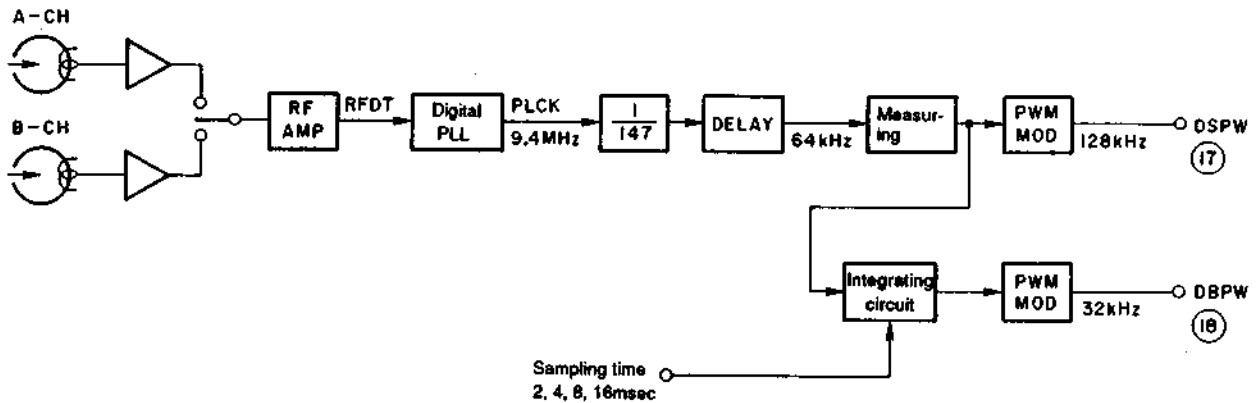 A-CH
B-CH
RF
AMP
RFDT
Digital
PLL
PLCK
9.4MHz
1
147
DELAY
64kHz
Measur-
ing
PWM
MOD
128kHz
DSPW
17
Integrating
circuit
PWM
MOD
32kHz
DBPW
18
Sampling time
2, 4, 8, 16msec